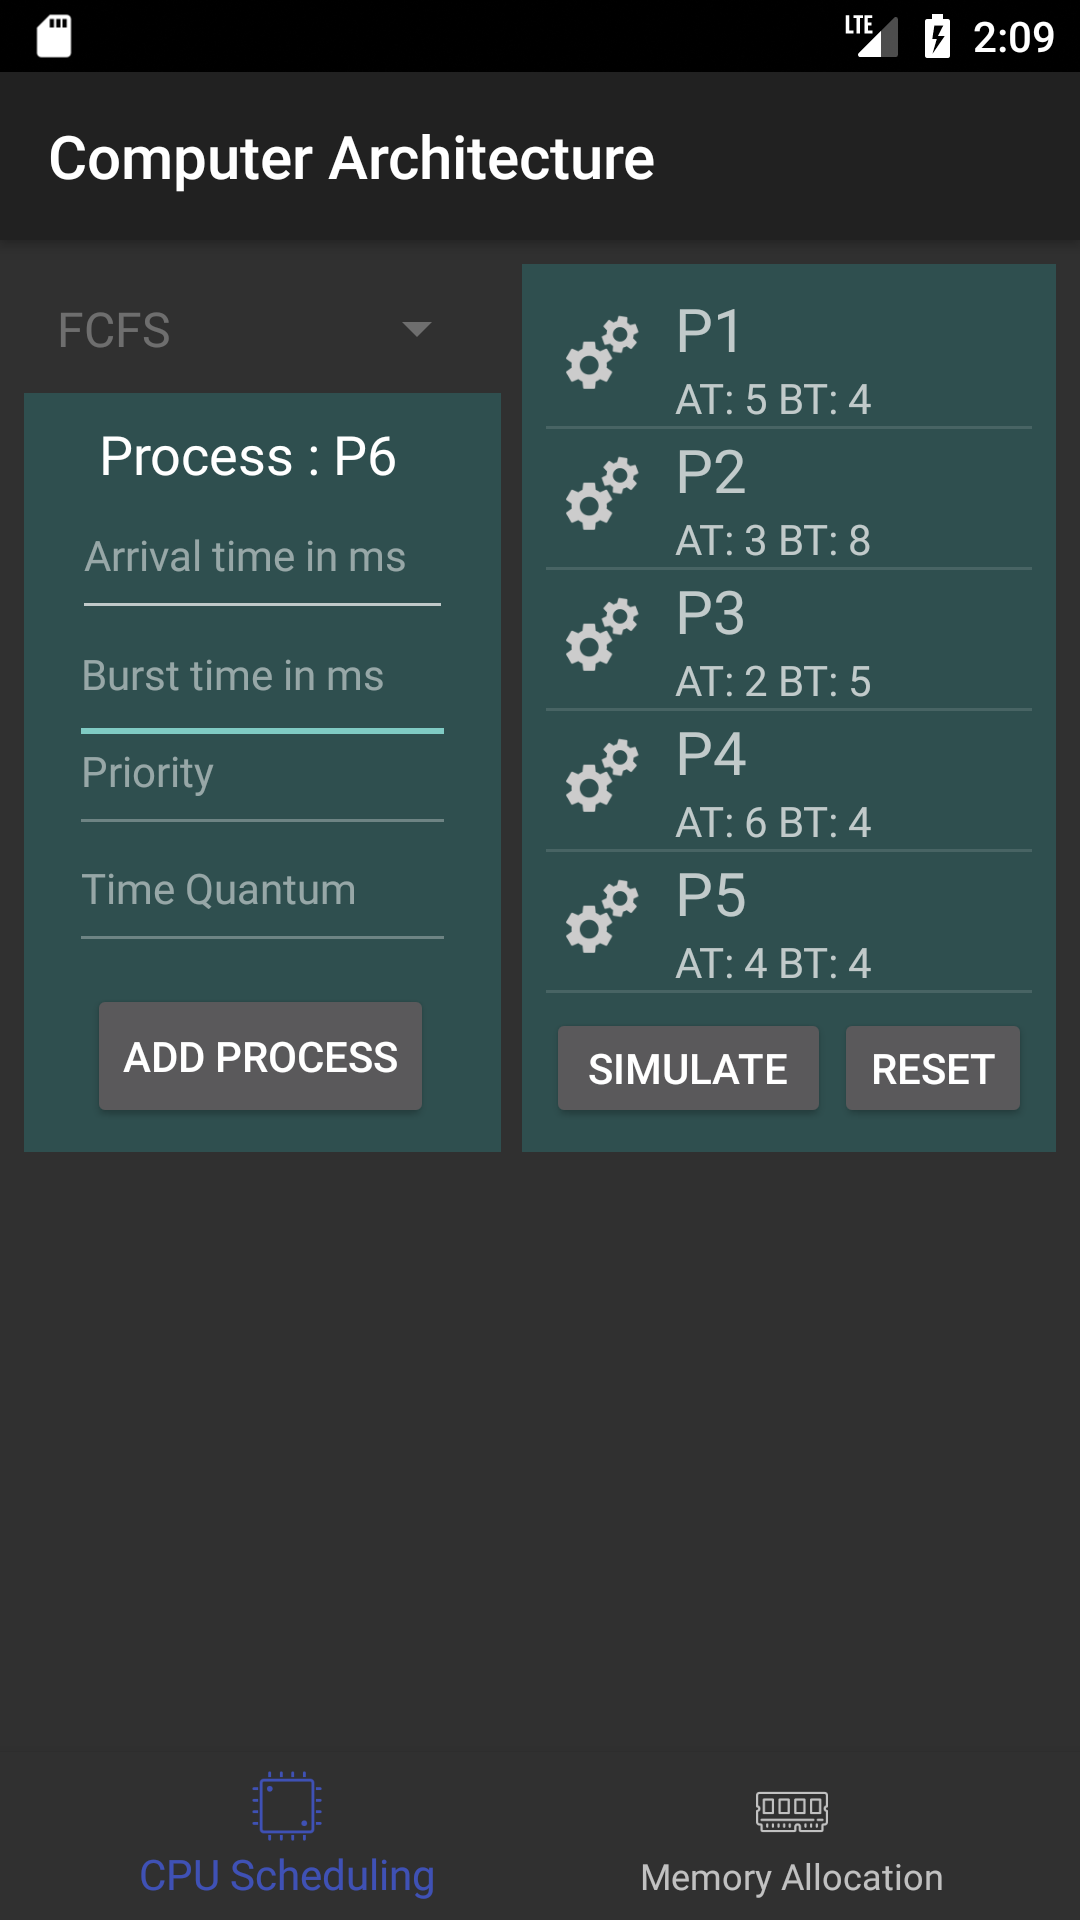 LTE 2:09
Computer Architecture
FCFS
Process : P6
Arrival time in ms
Burst time in ms
Priority
Time Quantum
ADD PROCESS
P1
AT: 5 BT: 4
P2
AT: 3 BT: 8
P3
AT: 2 BT: 5
P4
AT: 6 BT: 4
P5
AT: 4 BT: 4
SIMULATE RESET
CPU Scheduling
Memory Allocation